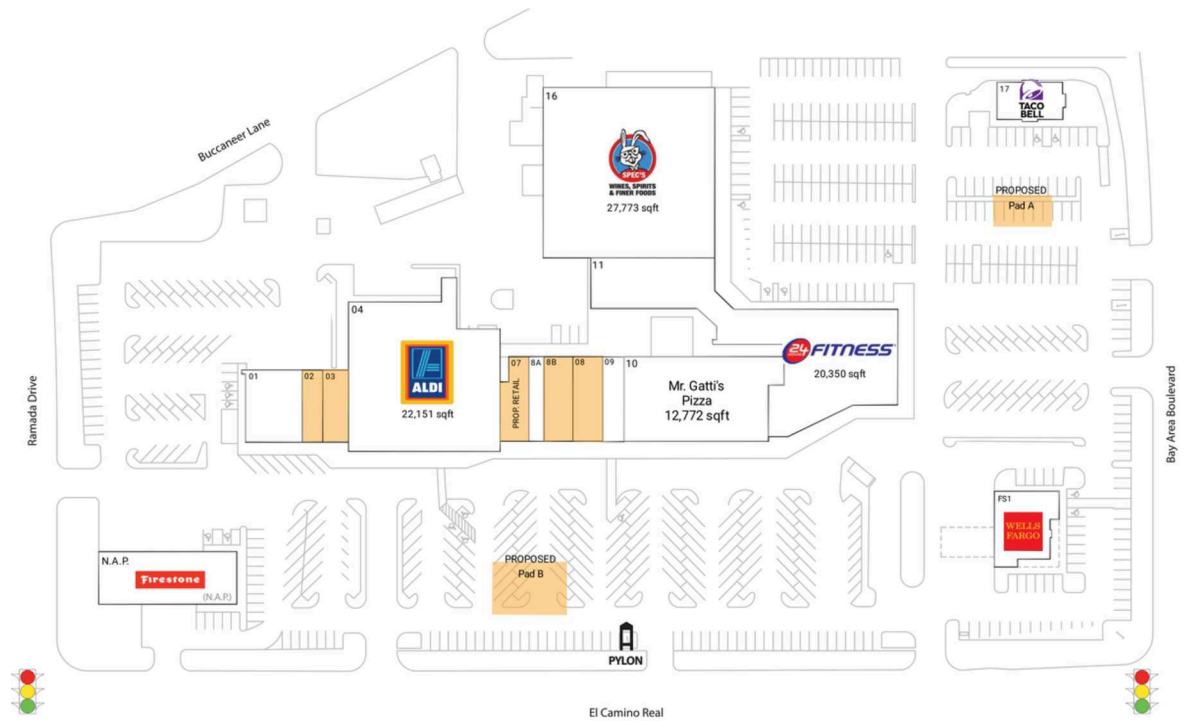 Buccaneer Lane
16
SPEC'S
WINES, SPIRITS
& FINER FOODS
27,773 sqft
17
TACO
BELL
PROPOSED
Pad A
11
04
ALDI
22,151 sqft
24
FITNESS
20,350 sqft
01
02
03
07
PROP. RETAIL
8A
8B
08
09
10
Mr. Gatti's
Pizza
12,772 sqft
Ramada Drive
Bay Area Boulevard
FS1
WELLS
FARGO
N.A.P.
Firestone
(N.A.P.)
PROPOSED
Pad B
PYLON
El Camino Real